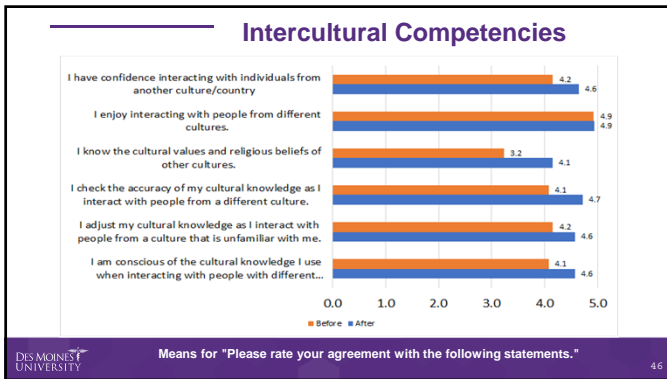 Intercultural Competencies
I have confidence interacting with individuals from
another culture/country
4.2
4.6
I enjoy interacting with people from different
cultures.
4.9
4.9
I know the cultural values and religious beliefs of
other cultures.
3.2
4.1
I check the accuracy of my cultural knowledge as I
interact with people from a different culture.
4.1
4.7
I adjust my cultural knowledge as I interact with
people from a culture that is unfamiliar with me.
4.2
4.6
I am conscious of the cultural knowledge I use
when interacting with people with different...
4.1
4.6
0.0 1.0 2.0 3.0 4.0 5.0
Before After
DES MOINES
UNIVERSITY
Means for "Please rate your agreement with the following statements."
46